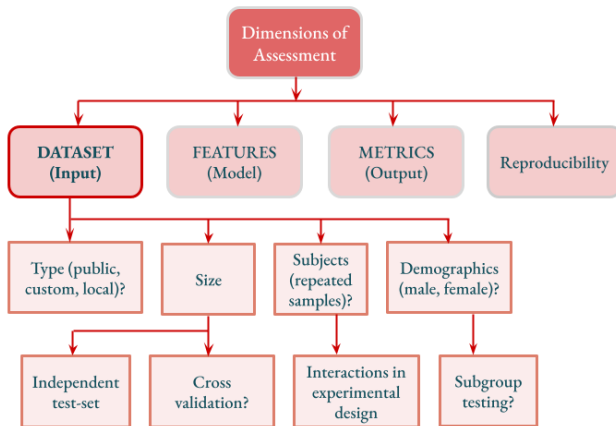 Dimensions of
Assessment
DATASET
(Input)
FEATURES
(Model)
METRICS
(Output)
Reproducibility
Type (public,
custom, local)?
Size
Subjects
(repeated
samples)?
Demographics
(male, female)?
Independent
test-set
Cross
validation?
Interactions in
experimental
design
Subgroup
testing?